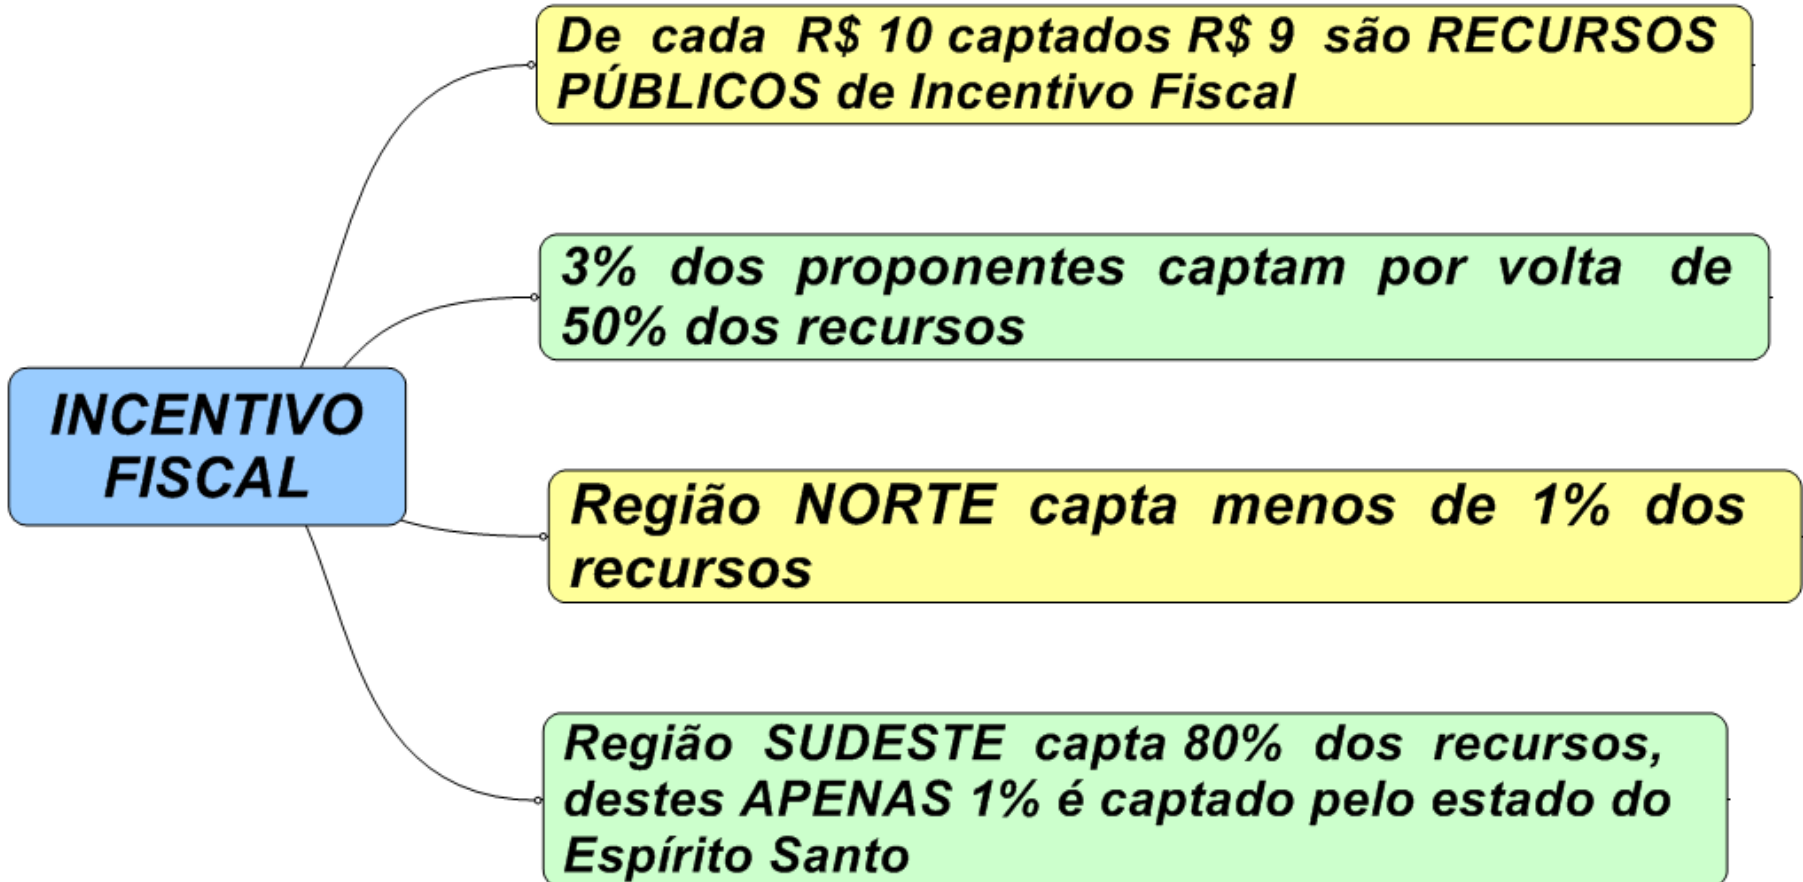 De cada R$ 10 captados R$ 9 são RECURSOS
PÚBLICOS de Incentivo Fiscal
3% dos proponentes captam por volta de
50% dos recursos
INCENTIVO
FISCAL
Região NORTE capta menos de 1% dos
recursos
Região SUDESTE capta 80% dos recursos,
destes APENAS 1% é captado pelo estado do
Espírito Santo